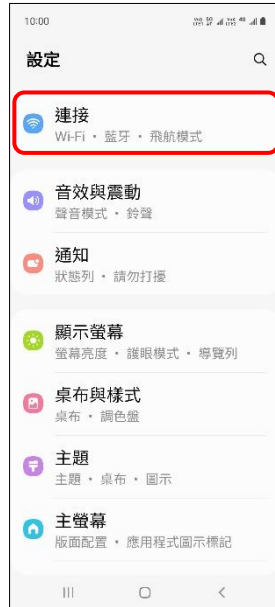 10:00
設定
連接
Wi-Fi • 藍牙 • 飛航模式
音效與震動
聲音模式 • 鈴聲
通知
狀態列 • 請勿打擾
顯示螢幕
螢幕亮度 • 護眼模式 • 導覽列
桌布與樣式
桌布 • 調色盤
主題
主題 • 桌布 • 圖示
主螢幕
版面配置 • 應用程式圖示標記